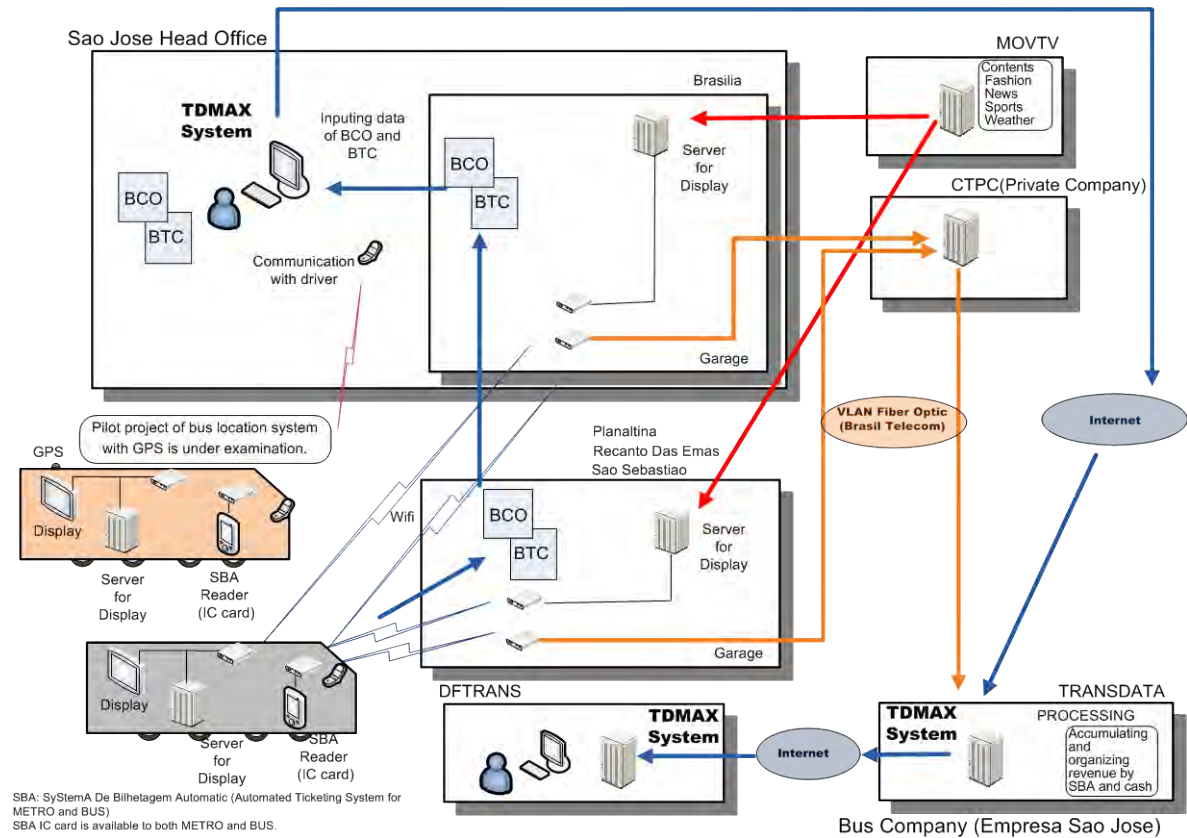 Sao Jose Head Office
TDMAX
System
BCO
BTC
Inputing data
of BCO and
BTC
Communication
with driver
Brasilia
BCO
BTC
Server
for
Display
Garage
MOVTV
Contents
Fashion
News
Sports
Weather
CTPC(Private Company)
VLAN Fiber Optic
(Brasil Telecom)
Internet
Pilot project of bus location system
with GPS is under examination.
GPS
Display
Server
for
Display
SBA
Reader
(IC card)
Wifi
Planaltina
Recanto Das Emas
Sao Sebastiao
BCO
BTC
Server
for
Display
Garage
Display
Server
for
Display
SBA
Reader
(IC card)
DFTRANS
TDMAX
System
Internet
TRANSDATA
TDMAX
System
PROCESSING
Accumulating
and
organizing
revenue by
SBA and cash
Bus Company (Empresa Sao Jose)
SBA: SyStemA De Bilhetagem Automatic (Automated Ticketing System for
METRO and BUS)
SBA IC card is available to both METRO and BUS.